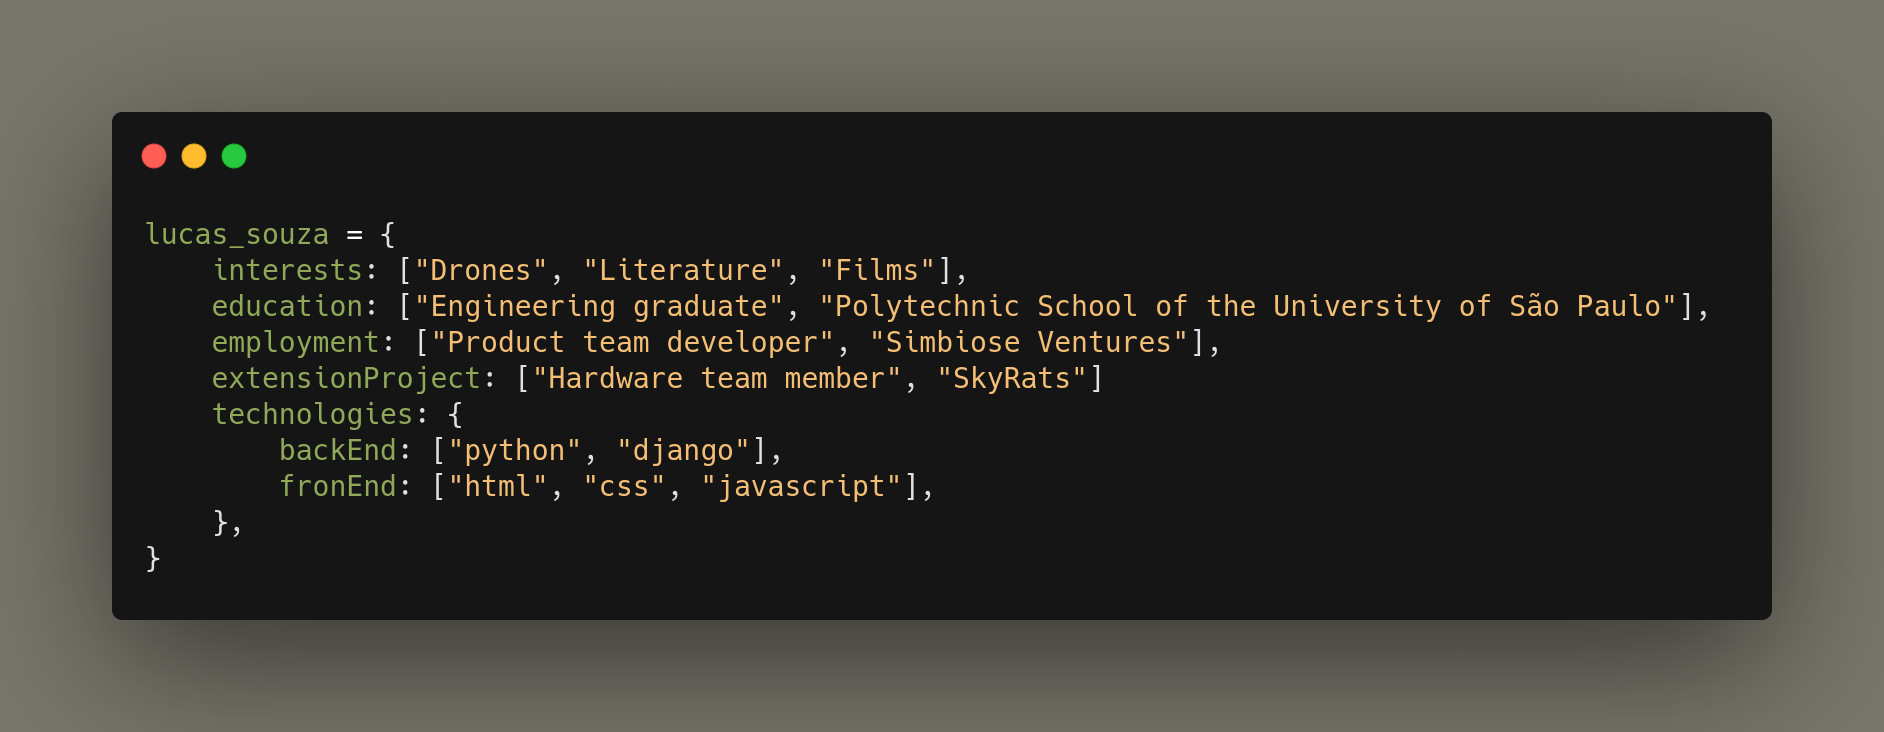 lucas_souza = {
    interests: ["Drones", "Literature", "Films"],
    education: ["Engineering graduate", "Polytechnic School of the University of São Paulo"],
    employment: ["Product team developer", "Simbiose Ventures"],
    extensionProject: ["Hardware team member", "SkyRats"]
    technologies: {
        backEnd: ["python", "django"],
        fronEnd: ["html", "css", "javascript"],
    },
}